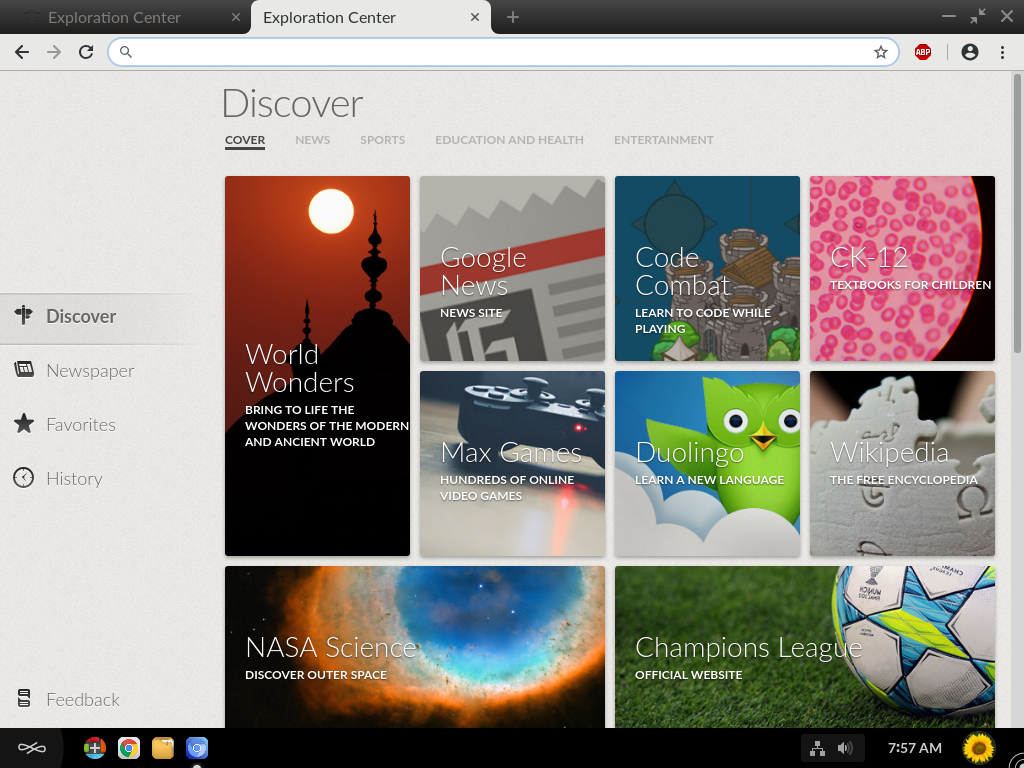 Exploration Center
Exploration Center
ABP
Discover
COVER
NEWS
SPORTS
EDUCATION AND HEALTH
ENTERTAINMENT
Discover
Newspaper
Favorites
History
Feedback
World
Wonders
BRING TO LIFE THE
WONDERS OF THE MODERN
AND ANCIENT WORLD
Google
News
NEWS SITE
Code
Combat
LEARN TO CODE WHILE
PLAYING
CK-12
TEXTBOOKS FOR CHILDREN
Max Games
HUNDREDS OF ONLINE
VIDEO GAMES
Duolingo
LEARN A NEW LANGUAGE
Wikipedia
THE FREE ENCYCLOPEDIA
Ω
NASA Science
DISCOVER OUTER SPACE
Champions League
OFFICIAL WEBSITE
7:57 AM